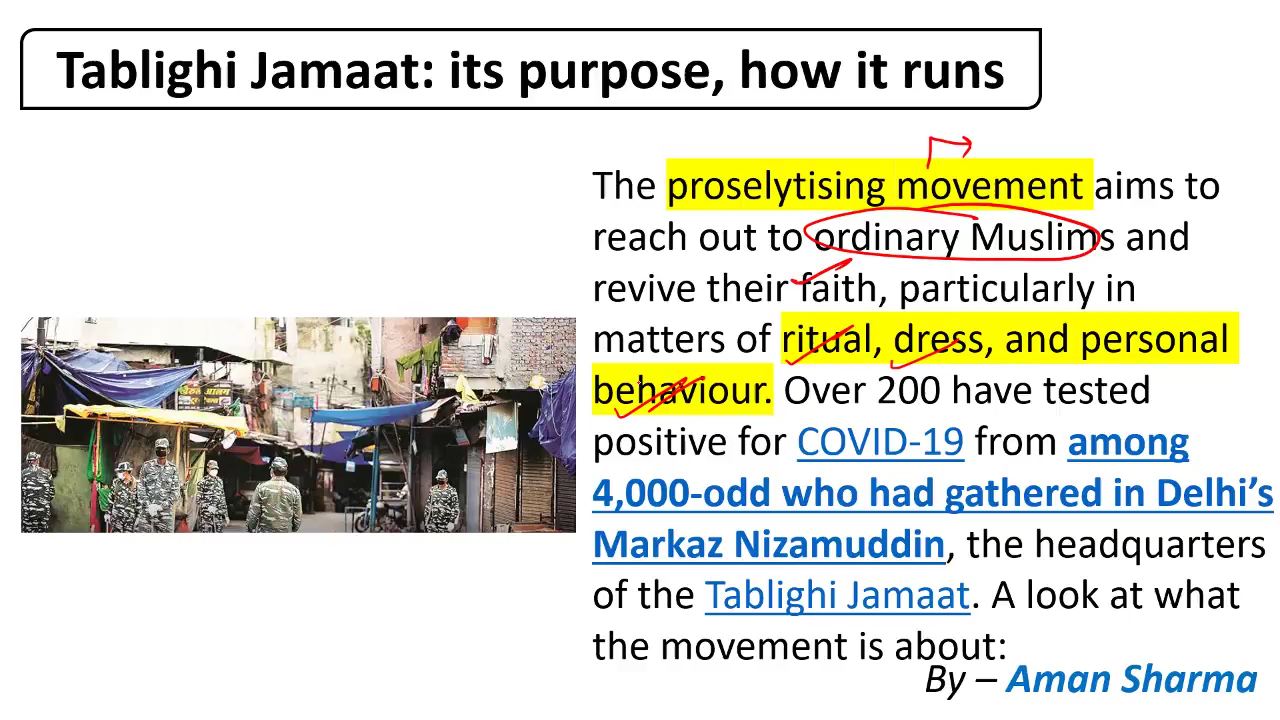 Tablighi Jamaat: its purpose, how it runs
The proselytising movement aims to
reach out to ordinary Muslims and
revive their faith, particularly in
matters of ritual, dress, and personal
behaviour. Over 200 have tested
positive for COVID-19 from among
4,000-odd who had gathered in Delhi’s
Markaz Nizamuddin, the headquarters
of the Tablighi Jamaat. A look at what
the movement is about:
By – Aman Sharma